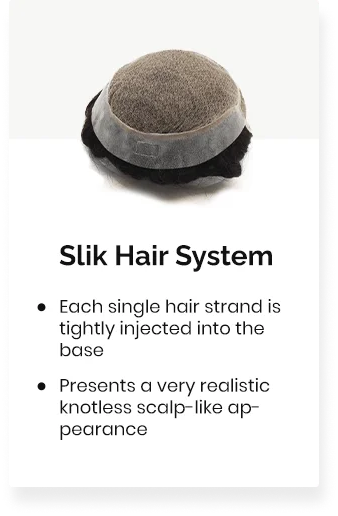 Slik Hair System
● Each single hair strand is
tightly injected into the
base
● Presents a very realistic
knotless scalp-like ap-
pearance